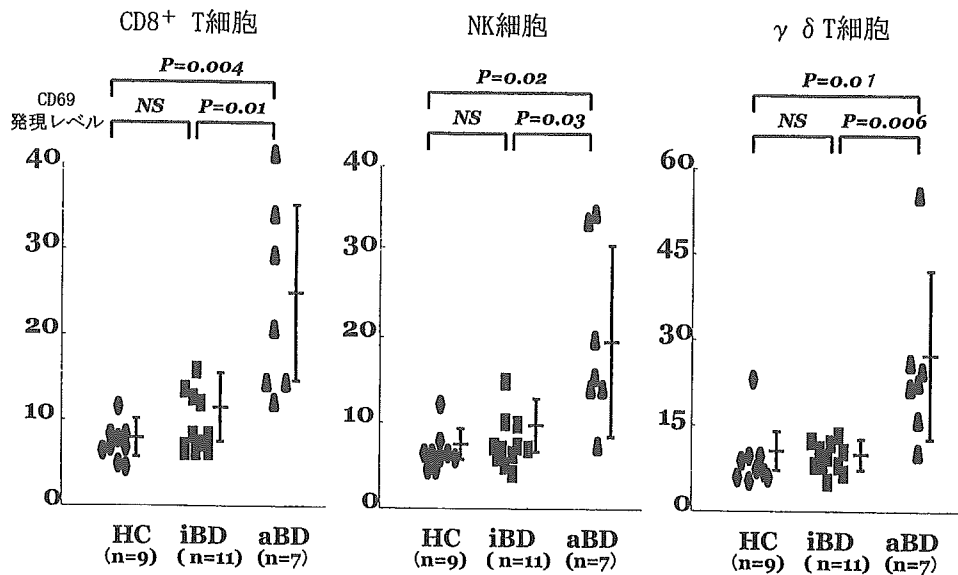 CD8⁺ T細胞
P=0.004
CD69
発現レベル
NS
P=0.01
40
30
20
10
0
HC
iBD
aBD
(n=9)
(n=11)
(n=7)
NK細胞
P=0.02
NS
P=0.03
40
30
20
10
0
HC
iBD
aBD
(n=9)
(n=11)
(n=7)
γ δ T細胞
P=0.01
NS
P=0.006
60
45
30
15
0
HC
iBD
aBD
(n=9)
(n=11)
(n=7)